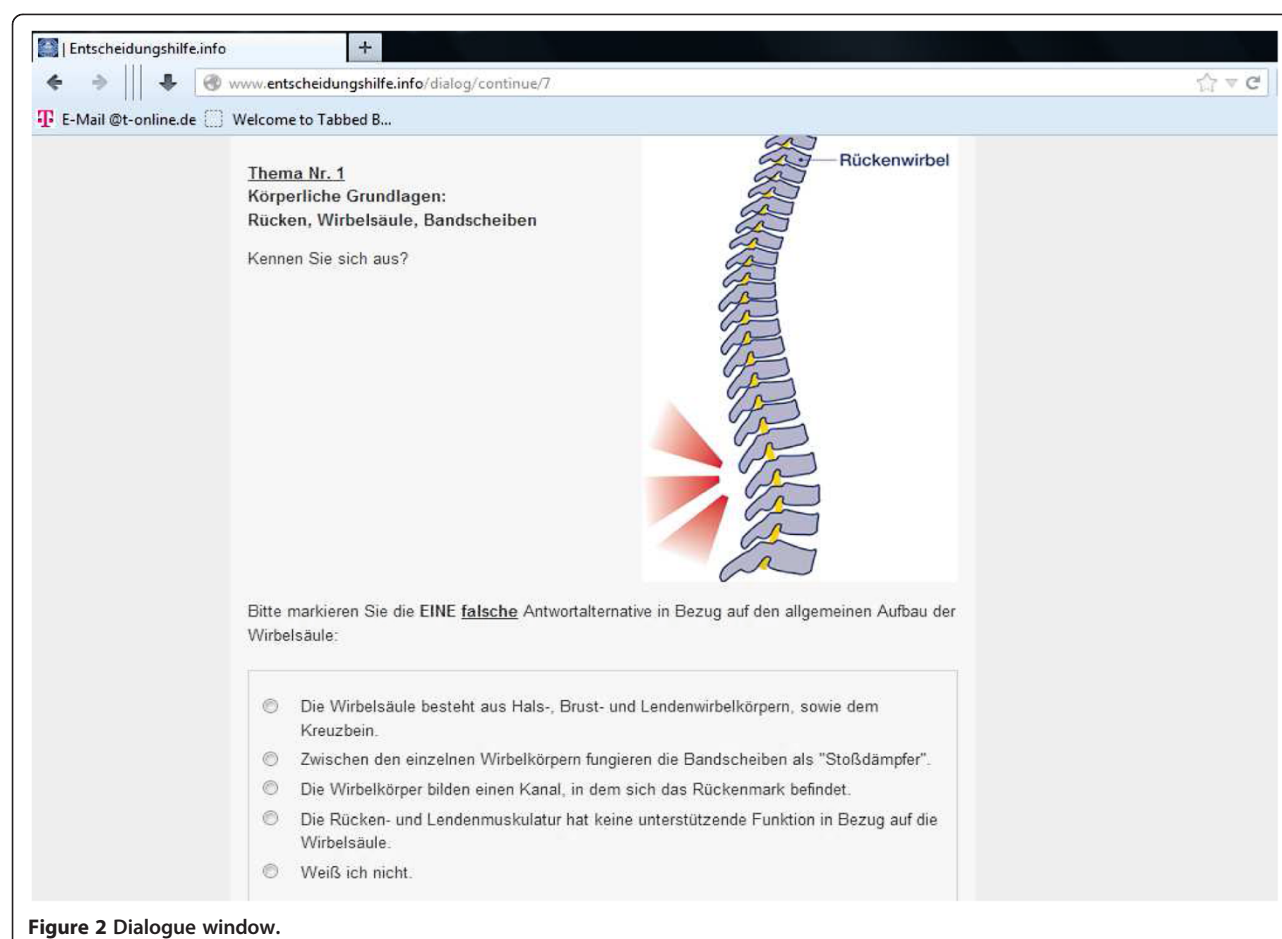 | Entscheidungshilfe.info
+
www.entscheidungshilfe.info/dialog/continue/7
E-Mail @t-online.de Welcome to Tabbed B...
Rückenwirbel
Thema Nr. 1
Körperliche Grundlagen:
Rücken, Wirbelsäule, Bandscheiben
Kennen Sie sich aus?
Bitte markieren Sie die EINE falsche Antwortalternative in Bezug auf den allgemeinen Aufbau der
Wirbelsäule:
Die Wirbelsäule besteht aus Hals-, Brust- und Lendenwirbelkörpern, sowie dem
Kreuzbein.
Zwischen den einzelnen Wirbelkörpern fungieren die Bandscheiben als "Stoßdämpfer".
Die Wirbelkörper bilden einen Kanal, in dem sich das Rückenmark befindet.
Die Rücken- und Lendenmuskulatur hat keine unterstützende Funktion in Bezug auf die
Wirbelsäule.
Weiß ich nicht.
Figure 2 Dialogue window.